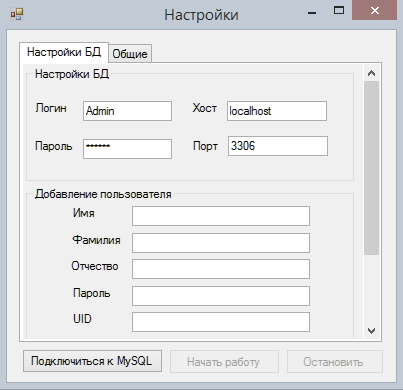 Настройки
Настройки БД Общие
Настройки БД
Логин Admin Хост localhost
Пароль ****** Порт 3306
Добавление пользователя
Имя
Фамилия
Отчество
Пароль
UID
Подключиться к MySQL Начать работу Остановить